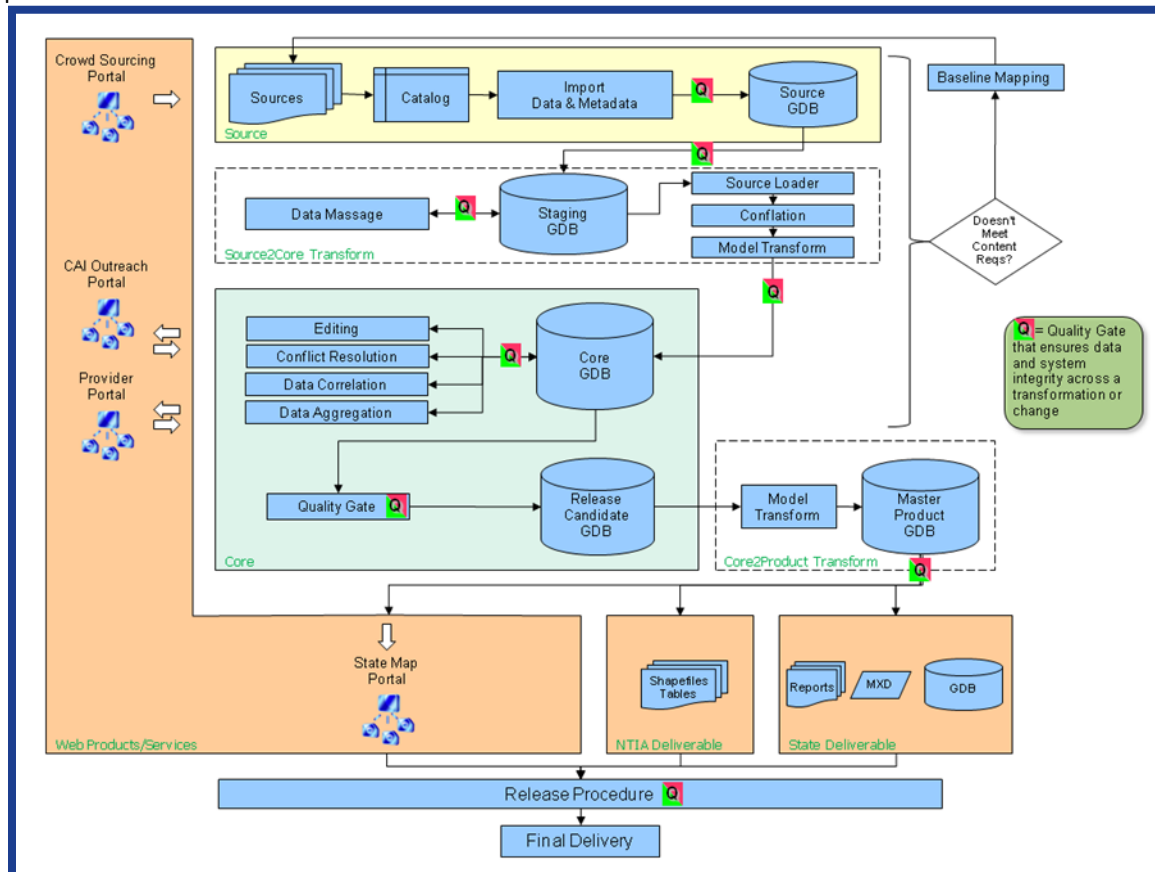 Crowd Sourcing
Portal
Sources
Catalog
Import
Data & Metadata
Q
Source
GDB
Source
Baseline Mapping
Q
Data Massage
Q
Staging
GDB
Source Loader
Conflation
Model Transform
Source2Core Transform
Doesn't
Meet
Content
Reqs?
CAI Outreach
Portal
Q
Editing
Conflict Resolution
Data Correlation
Data Aggregation
Q
Core
GDB
Q = Quality Gate
that ensures data
and system
integrity across a
transformation or
change
Provider
Portal
Quality Gate Q
Release
Candidate
GDB
Core
Model
Transform
Master
Product
GDB
Core2Product Transform
Q
State Map
Portal
Web Products/Services
Shapefiles
Tables
NTIA Deliverable
Reports
MXD
GDB
State Deliverable
Release Procedure Q
Final Delivery